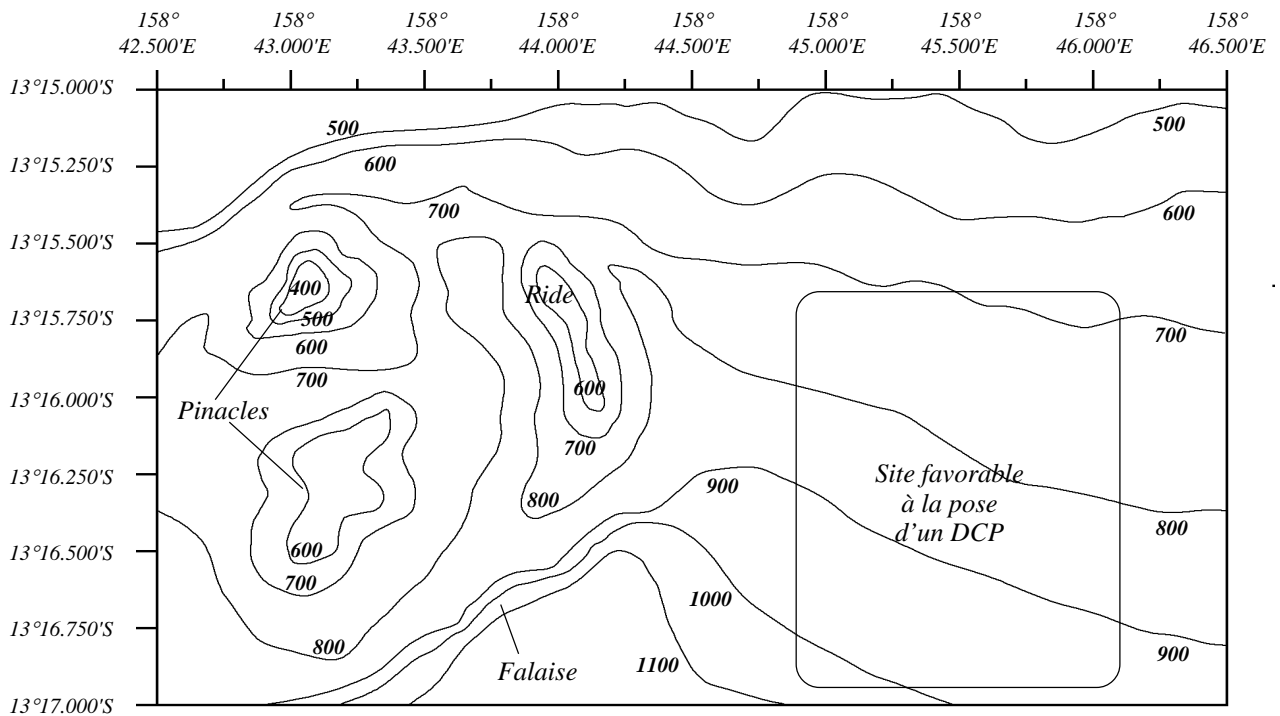 158° 158° 158° 158° 158° 158° 158° 158° 158°
42.500'E 43.000'E 43.500'E 44.000'E 44.500'E 45.000'E 45.500'E 46.000'E 46.500'E
13°15.000'S
500
500
600
13°15.250'S
700
600
13°15.500'S
400
Ride
500
13°15.750'S
700
600
700
600
13°16.000'S
Pinacles
700
13°16.250'S
Site favorable
900
800
à la pose
800
d'un DCP
600
13°16.500'S
700
1000
13°16.750'S
800
900
1100
Falaise
13°17.000'S